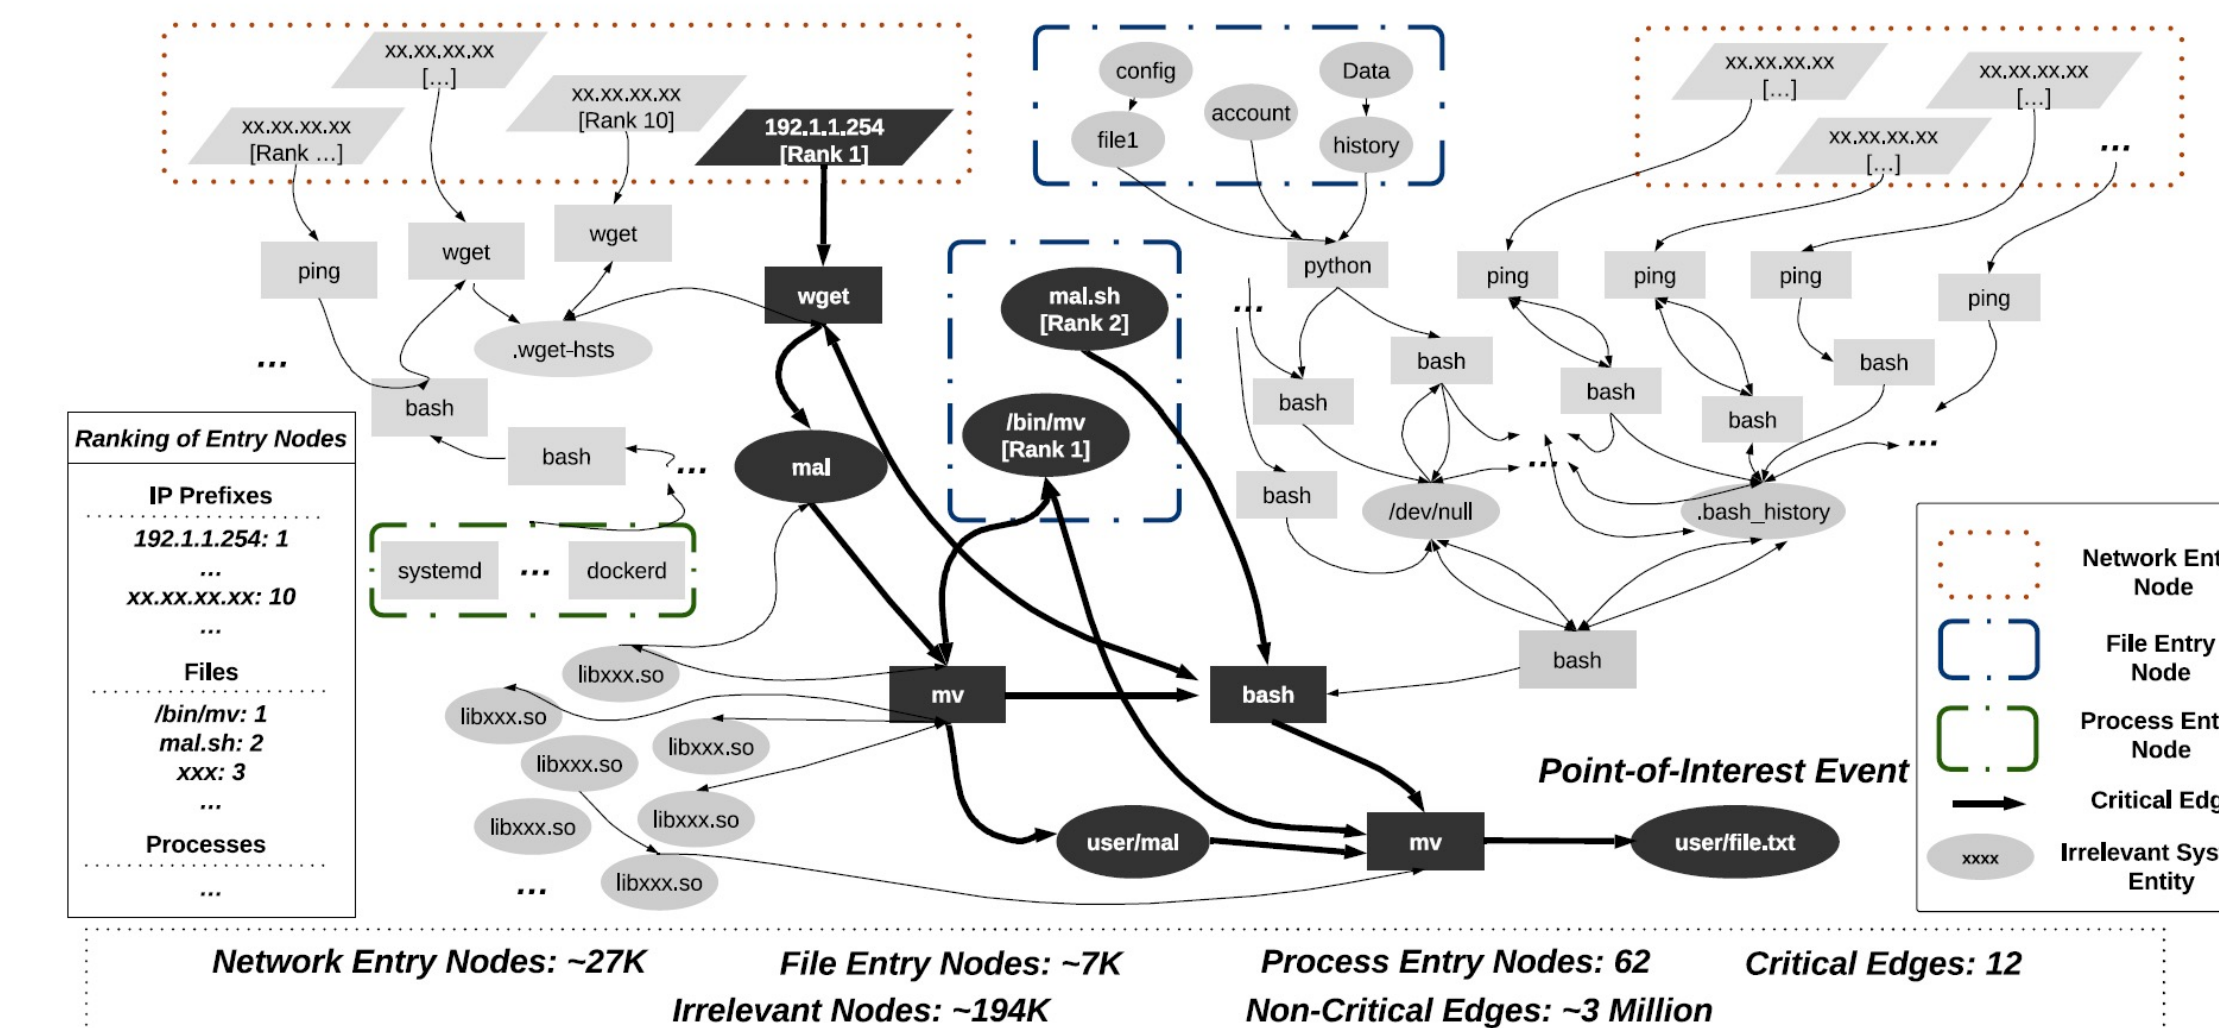 xx.xx.xx.xx
[...]
xx.xx.xx.xx
[Rank ...]
xx.xx.xx.xx
[Rank 10]
192.1.1.254
[Rank 1]
config
file1
account
Data
history
xx.xx.xx.xx
[...]
xx.xx.xx.xx
[...]
xx.xx.xx.xx
[...]
...
ping
wget
wget
wget
.wget-hsts
...
bash
bash
...
systemd
...
dockerd
mal
mal.sh
[Rank 2]
/bin/mv
[Rank 1]
python
...
bash
bash
bash
/dev/null
ping
ping
ping
ping
bash
bash
bash
...
...
.bash_history
bash
libxxx.so
libxxx.so
libxxx.so
libxxx.so
libxxx.so
libxxx.so
libxxx.so
...
mv
bash
user/mal
mv
user/file.txt
Point-of-Interest Event
Ranking of Entry Nodes
IP Prefixes
192.1.1.254: 1
...
xx.xx.xx.xx: 10
...
Files
/bin/mv: 1
mal.sh: 2
xxx: 3
...
Processes
...
Network Ent
Node
File Entry
Node
Process Ent
Node
Critical Edg
xxxx
Irrelevant Sys
Entity
Network Entry Nodes: ~27K
File Entry Nodes: ~7K
Process Entry Nodes: 62
Critical Edges: 12
Irrelevant Nodes: ~194K
Non-Critical Edges: ~3 Million